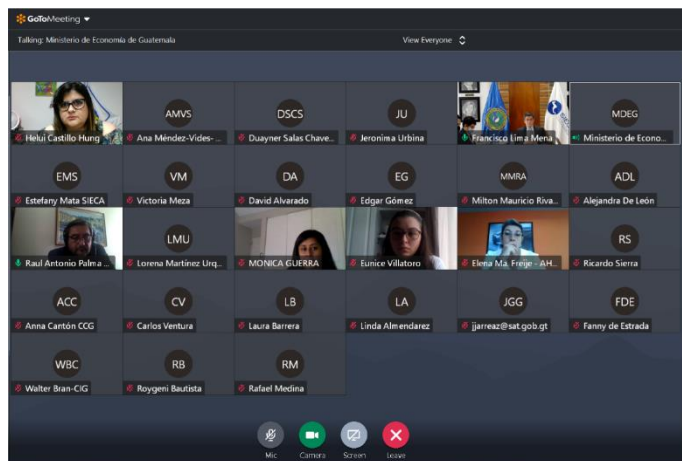 GoToMeeting
Talking: Ministerio de Economía de Guatemala
View Everyone
AMVS
DSCS
JU
MDEG
Helui Castillo Hung
Ana Méndez-Vides-...
Duayner Salas Chave...
Jeronima Urbina
Francisco Lima Mena
Ministerio de Econo...
EMS
VM
DA
EG
MMRA
ADL
Estefany Mata SIECA
Victoria Meza
David Alvarado
Edgar Gómez
Milton Mauricio Riva...
Alejandra De León
LMU
RS
Raul Antonio Palma ...
Lorena Martínez Urq...
MONICA GUERRA
Eunice Villatoro
Elena Ma. Freije - AH...
Ricardo Sierra
ACC
CV
LB
LA
JGG
FDE
Anna Cantón CCG
Carlos Ventura
Laura Barrera
Linda Almendarez
jjarreaz@sat.gob.gt
Fanny de Estrada
WBC
RB
RM
Walter Bran-CIG
Roygeni Bautista
Rafael Medina
Mic
Camera
Screen
Leave